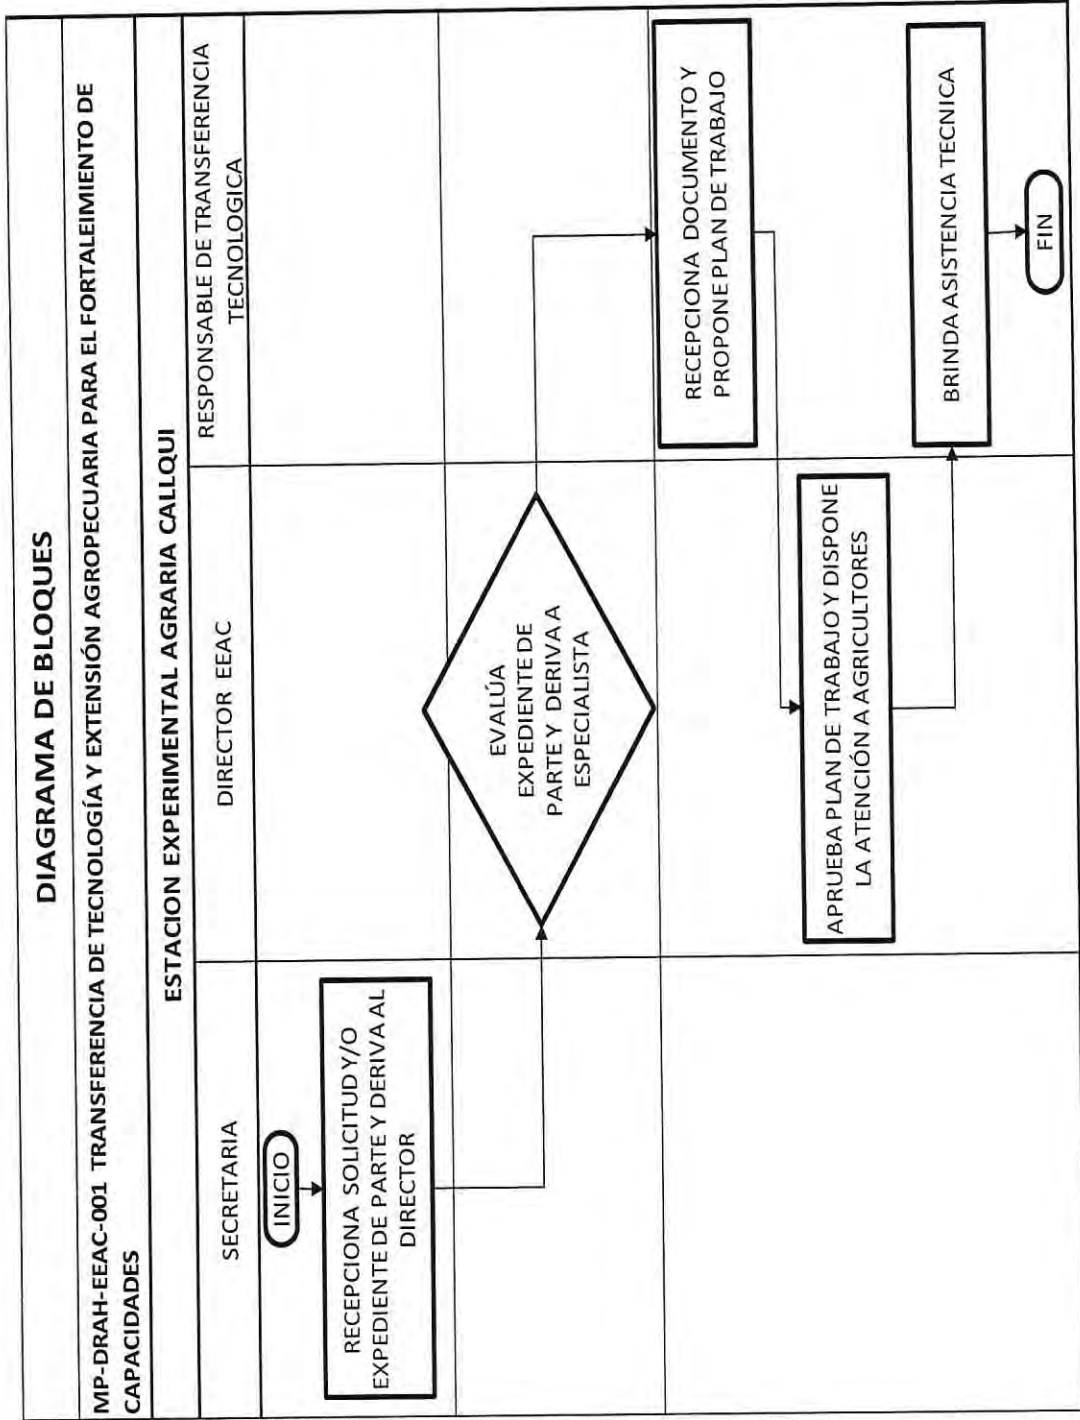 DIAGRAMA DE BLOQUES
MP-DRAH-EEAC-001 TRANSFERENCIA DE TECNOLOGÍA Y EXTENSIÓN AGROPECUARIA PARA EL FORTALEIMIENTO DE
CAPACIDADES
ESTACION EXPERIMENTAL AGRARIA CALLQUI
SECRETARIA
DIRECTOR EEAC
RESPONSABLE DE TRANSFERENCIA
TECNOLOGICA
INICIO
RECEPCIONA SOLICITUD Y/O
EXPEDIENTE DE PARTE Y DERIVA AL
DIRECTOR
EVALÚA
EXPEDIENTE DE
PARTE Y DERIVA A
ESPECIALISTA
RECEPCIONA DOCUMENTO Y
PROPONE PLAN DE TRABAJO
APRUEBA PLAN DE TRABAJO Y DISPONE
LA ATENCIÓN A AGRICULTORES
BRINDA ASISTENCIA TECNICA
FIN